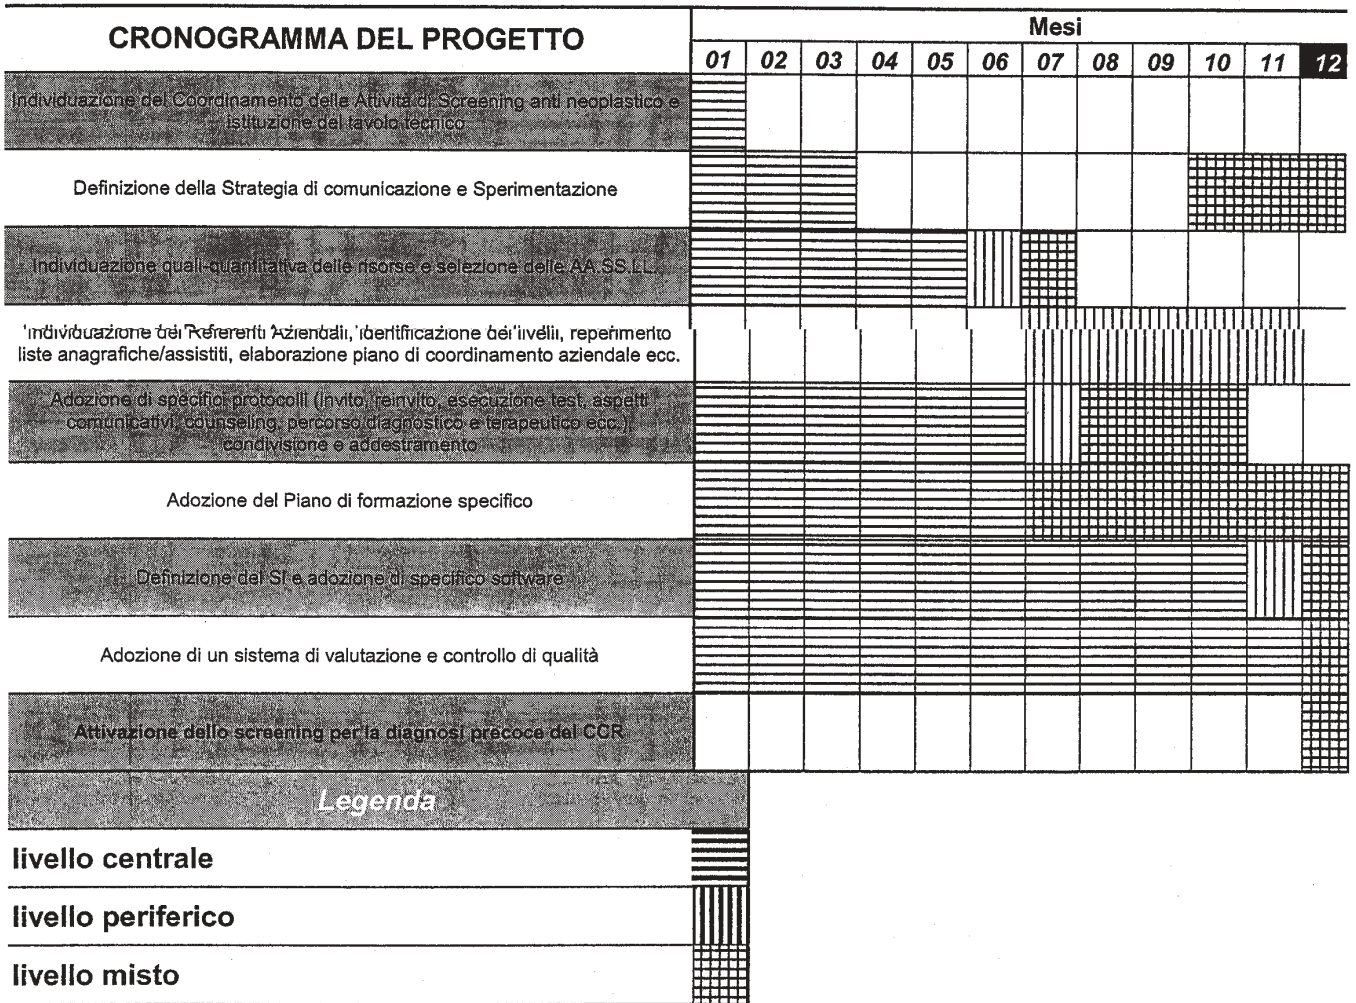 CRONOGRAMMA DEL PROGETTO
Mesi
01 02 03 04 05 06 07 08 09 10 11 12
Individuazione del Coordinamento delle Attività di Screening anti neoplastico e
istituzione del tavolo tecnico
Definizione della Strategia di comunicazione e Sperimentazione
Individuazione quali-quantitativa delle risorse e selezione delle AA.SS.LL.
Individuazione dei Referenti Aziendali, identificazione dei livelli, reperimento
liste anagrafiche/assistiti, elaborazione piano di coordinamento aziendale ecc.
Adozione di specifici protocolli (invito, reinvito, esecuzione test, aspetti
comunicativi, counseling, percorso diagnostico e terapeutico ecc.)
condivisione e addestramento
Adozione del Piano di formazione specifico
Definizione del SI e adozione di specifico software
Adozione di un sistema di valutazione e controllo di qualità
Attivazione dello screening per la diagnosi precoce del CCR
Legenda
livello centrale
livello periferico
livello misto